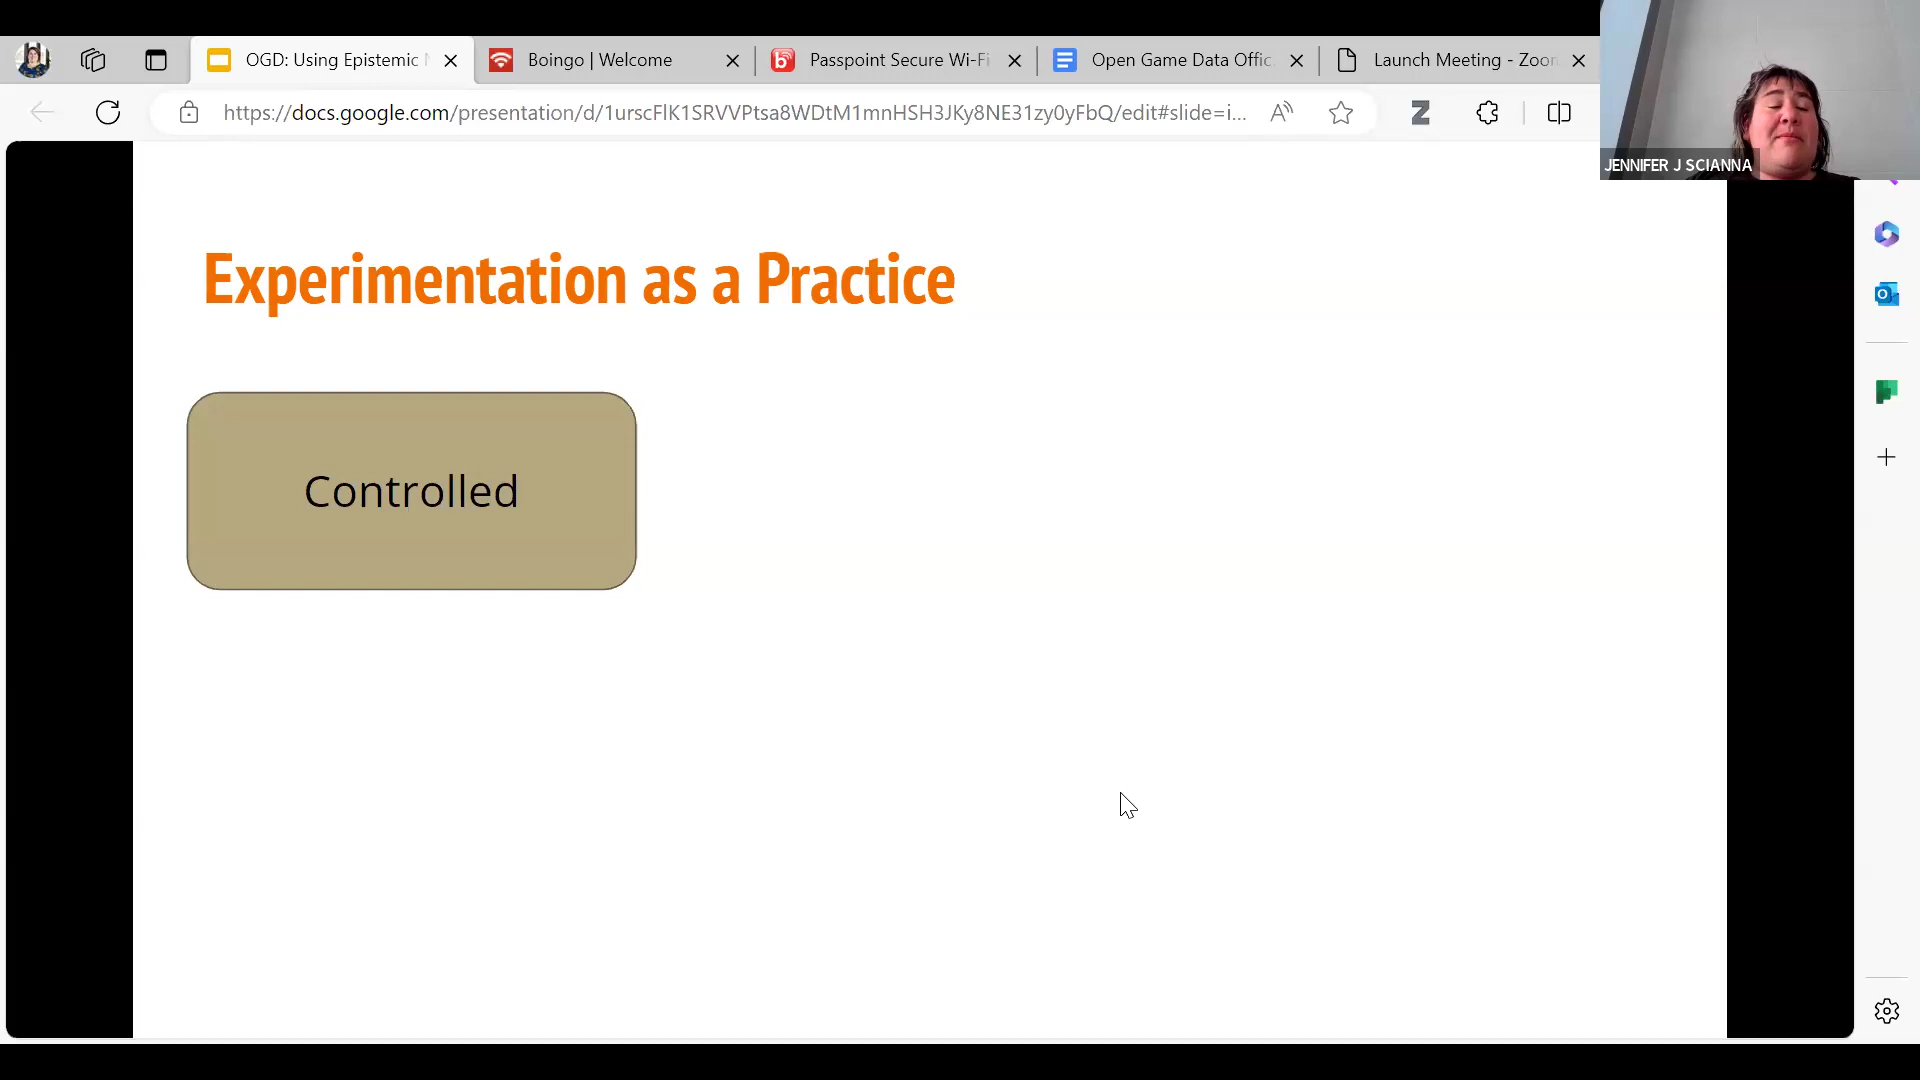 OGD: Using Epistemic
Boingo | Welcome
Passpoint Secure Wi-Fi
Open Game Data Offic
Launch Meeting - Zoom
https://docs.google.com/presentation/d/1urscFlK1SRVVPtsa8WDtM1mnHSH3JKy8NE31zy0yFbQ/edit#slide=i...
JENNIFER J SCIANNA
Experimentation as a Practice
Controlled